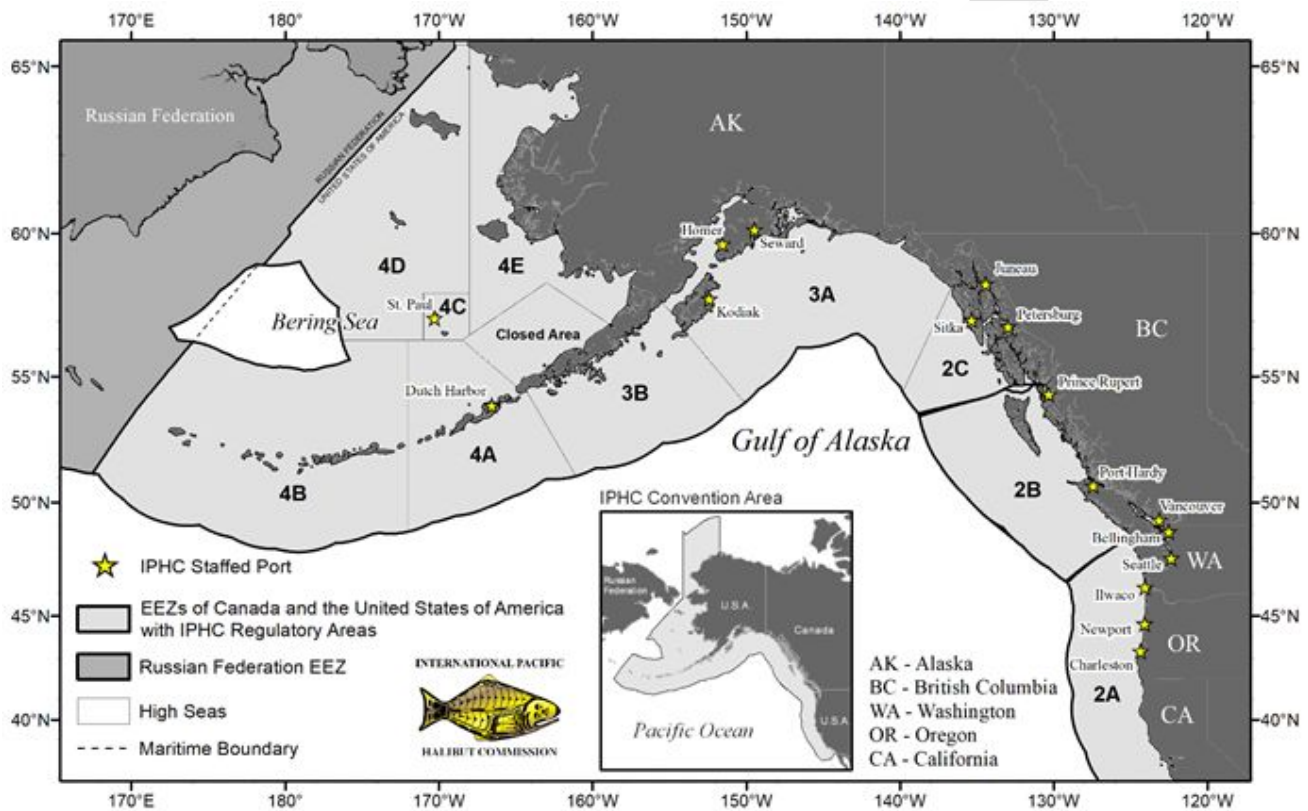 170°E 180° 170°W 160°W 150°W 140°W 130°W 120°W
65°N 65°N
Russian Federation
RUSSIAN FEDERATION
UNITED STATES OF AMERICA
AK
60°N 60°N
Homer
Seward
4D
4E
3A
Juneau
St. Paul
4C
Kodiak
Bering Sea
Closed Area
Sitka
Petersburg
BC
2C
55°N 55°N
Dutch Harbor
3B
Prince Rupert
Gulf of Alaska
4A
4B
2B
Port Hardy
50°N 50°N
Vancouver
Bellingham
Seattle
WA
Ilwaco
Newport
OR
Charleston
2A
CA
45°N 45°N
40°N 40°N
IPHC Staffed Port
EEZs of Canada and the United States of America
with IPHC Regulatory Areas
Russian Federation EEZ
High Seas
Maritime Boundary
INTERNATIONAL PACIFIC
HALIBUT COMMISSION
IPHC Convention Area
Russian
Federation
U.S.A
Canada
U.S.A
Pacific Ocean
AK - Alaska
BC - British Columbia
WA - Washington
OR - Oregon
CA - California
170°E 180° 170°W 160°W 150°W 140°W 130°W 120°W